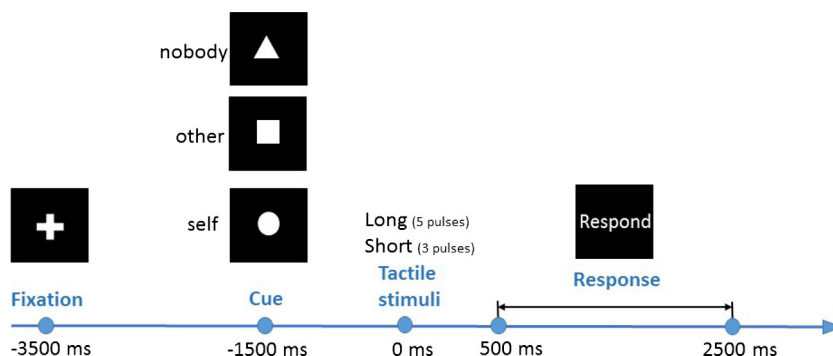 nobody
other
self
Long (5 pulses)
Short (3 pulses)
Respond
Fixation
Cue
Tactile
stimuli
Response
-3500 ms
-1500 ms
0 ms
500 ms
2500 ms